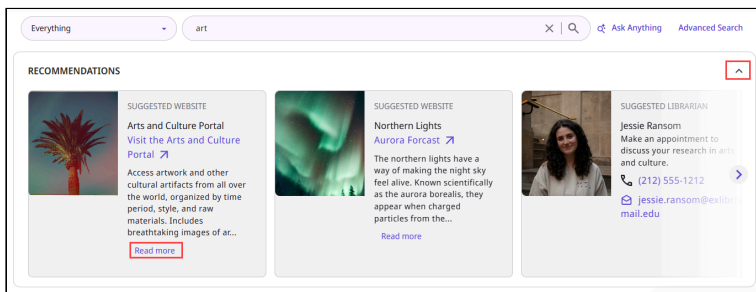 Everything
art
Ask Anything
Advanced Search
RECOMMENDATIONS
SUGGESTED WEBSITE
Arts and Culture Portal
Visit the Arts and Culture
Portal
Access artwork and other
cultural artifacts from all over
the world, organized by time
period, style, and raw
materials. Includes
breathtaking images of ar...
Read more
SUGGESTED WEBSITE
Northern Lights
Aurora Forcast
The northern lights have a
way of making the night sky
feel alive. Known scientifically
as the aurora borealis, they
appear when charged
particles from the...
Read more
SUGGESTED LIBRARIAN
Jessie Ransom
Make an appointment to
discuss your research in arts
and culture.
(212) 555-1212
mail.edu